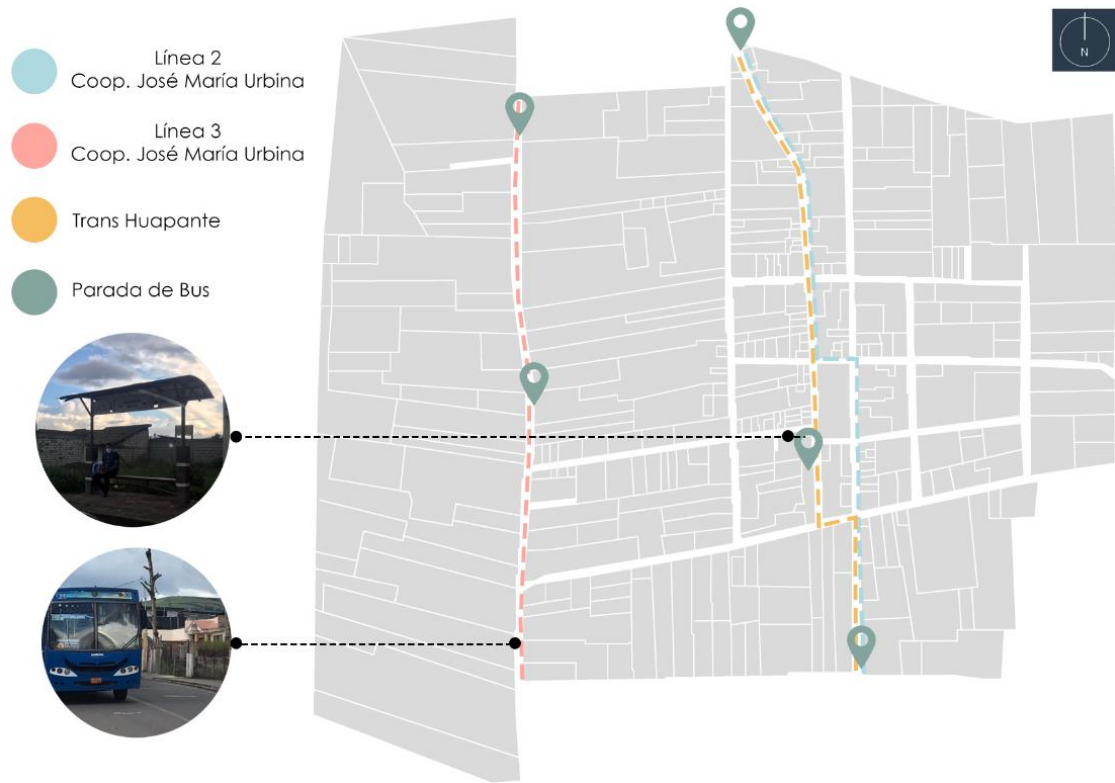 Línea 2
Coop. José María Urbina
Línea 3
Coop. José María Urbina
Trans Huapante
Parada de Bus
N